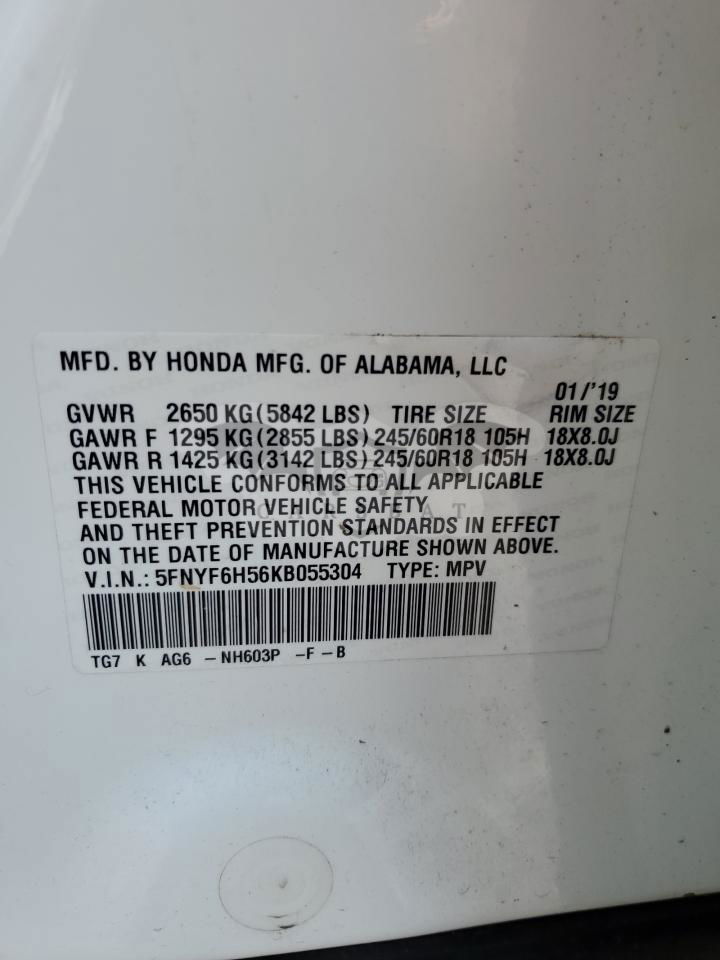 MFD. BY HONDA MFG. OF ALABAMA, LLC
01/'19
GVWR 2650 KG(5842 LBS) TIRE SIZE RIM SIZE
GAWR F 1295 KG(2855 LBS)245/60R18 105H 18X8.0J
GAWR R 1425 KG(3142 LBS)245/60R18 105H 18X8.0J
THIS VEHICLE CONFORMS TO ALL APPLICABLE
FEDERAL MOTOR VEHICLE SAFETY
AND THEFT PREVENTION STANDARDS IN EFFECT
ON THE DATE OF MANUFACTURE SHOWN ABOVE.
V.I.N.: 5FNYF6H56KB055304 TYPE: MPV
TG7 K AG6 -NH603P -F-B